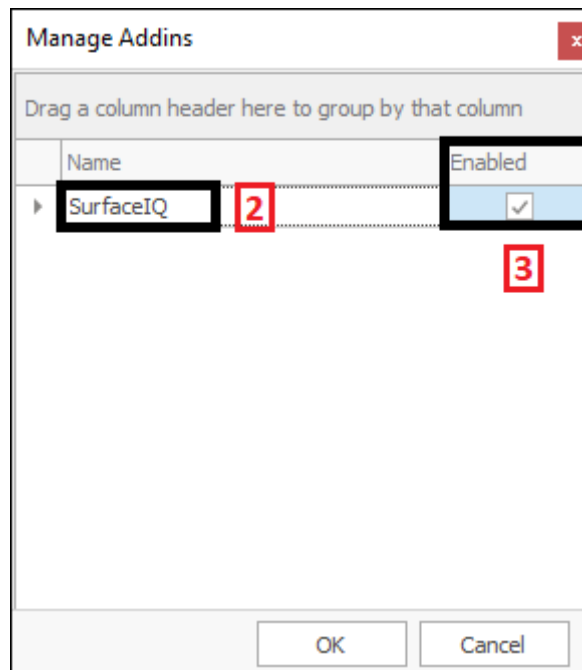 Manage Addins
x
Drag a column header here to group by that column
Name Enabled
SurfaceIQ 2
3
OK Cancel